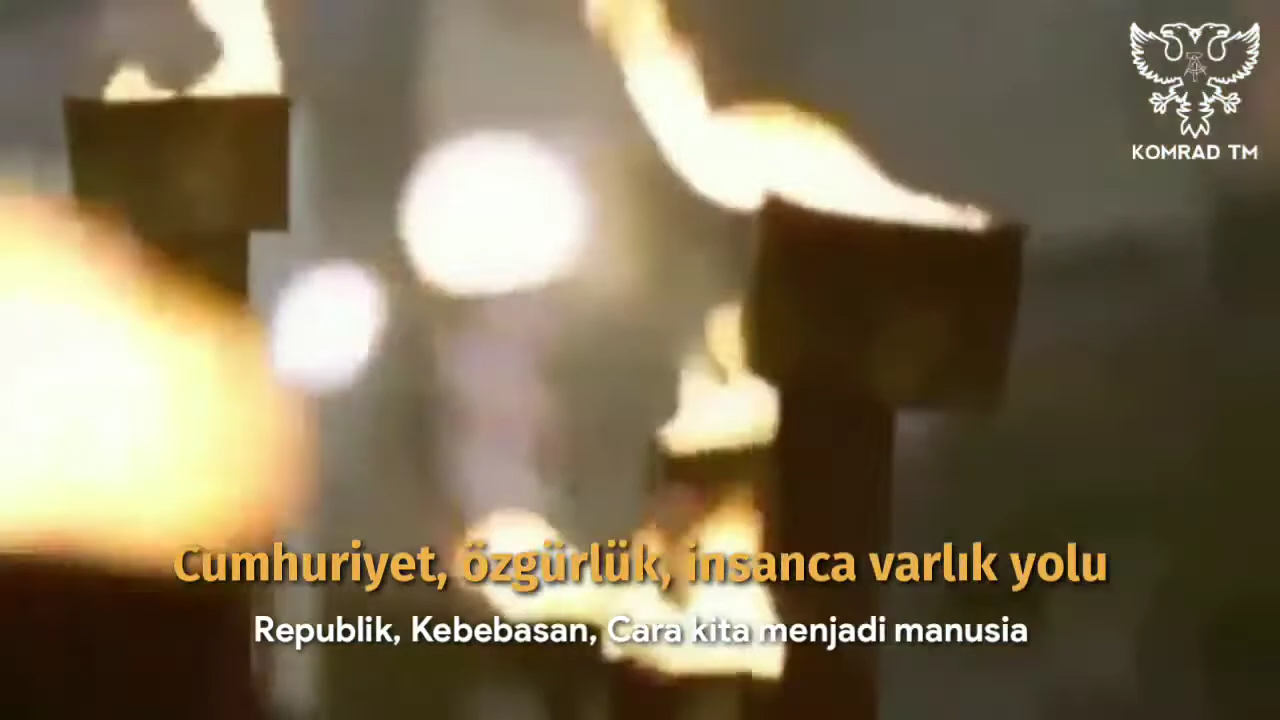 KOMRAD TM
Cumhuriyet, özgürlük, insanca varlık yolu
Republik, Kebebasan, Cara kita menjadi manusia